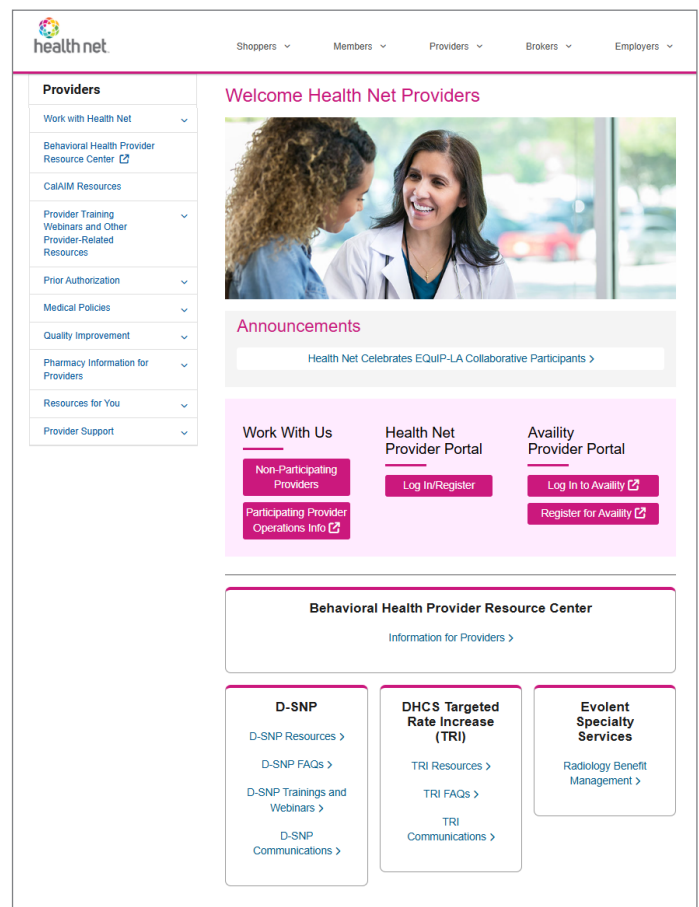 health net.
Shoppers
Members
Providers
Brokers
Employers
Providers
Work with Health Net
Behavioral Health Provider
Resource Center
CalAIM Resources
Provider Training
Webinars and Other
Provider-Related
Resources
Prior Authorization
Medical Policies
Quality Improvement
Pharmacy Information for
Providers
Resources for You
Provider Support
Welcome Health Net Providers
Announcements
Health Net Celebrates EQuIP-LA Collaborative Participants >
Work With Us
Non-Participating
Providers
Participating Provider
Operations Info
Health Net
Provider Portal
Log In/Register
Availity
Provider Portal
Log In to Availity
Register for Availity
Behavioral Health Provider Resource Center
Information for Providers >
D-SNP
D-SNP Resources >
D-SNP FAQs >
D-SNP Trainings and
Webinars >
D-SNP
Communications >
DHCS Targeted
Rate Increase
(TRI)
TRI Resources >
TRI FAQs >
TRI
Communications >
Evolent
Specialty
Services
Radiology Benefit
Management >